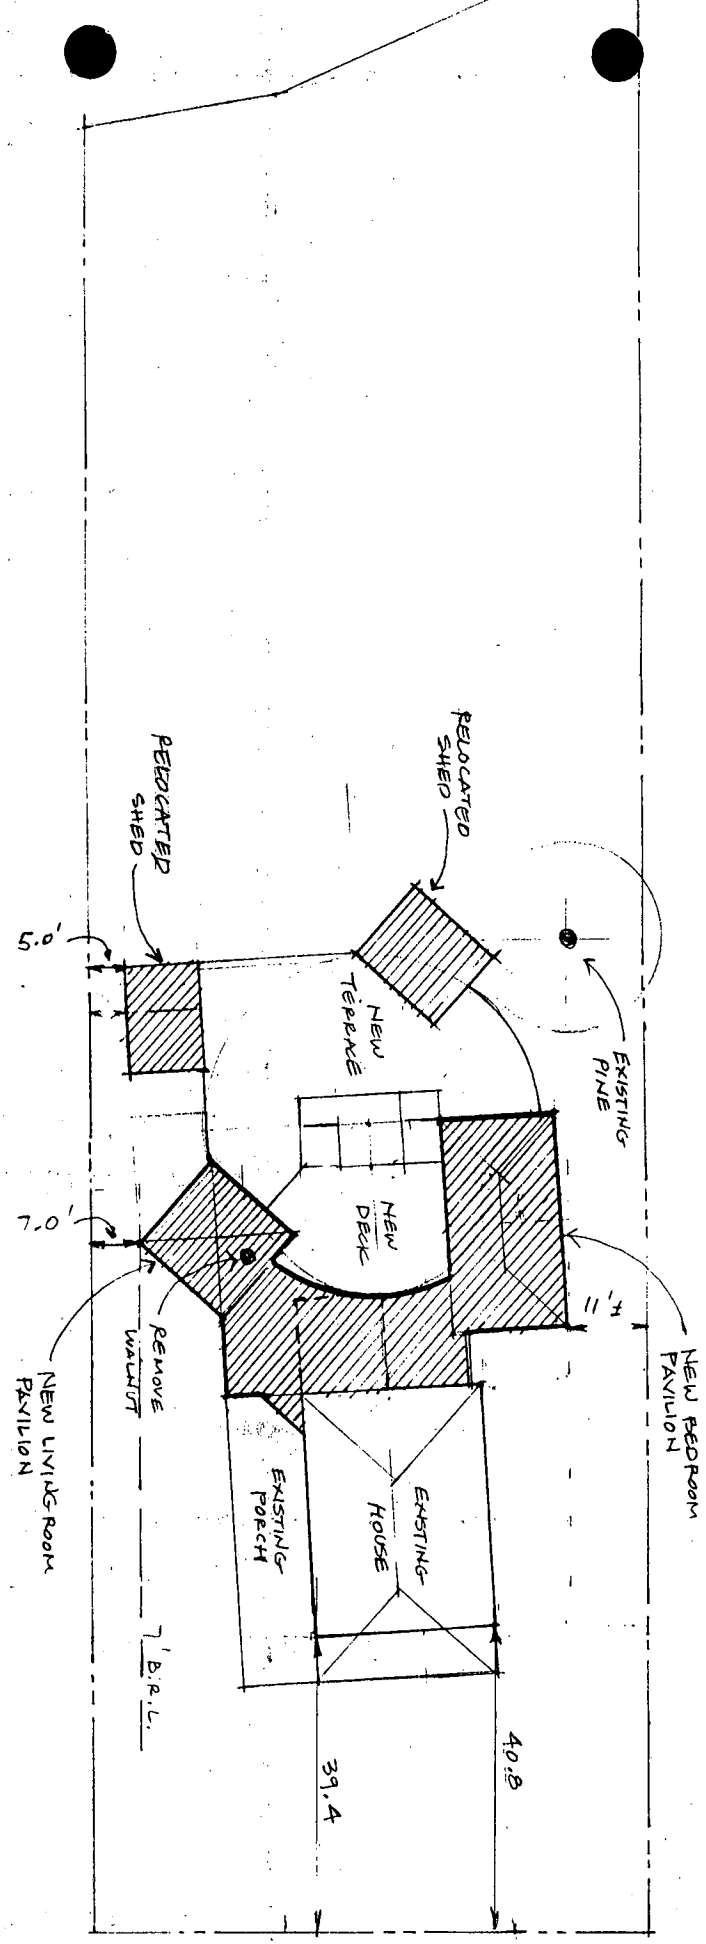 RELOCATED
SHED
RELOCATED
SHED
5.0'
NEW
TERRACE
EXISTING
PINE
7.0'
NEW
DECK
REMOVE
WALNUT
NEW BEDROOM
PAVILION
NEW LIVING ROOM
PAVILION
EXISTING
PORCH
EXISTING
HOUSE
7' B.R.L.
39.4
40.8